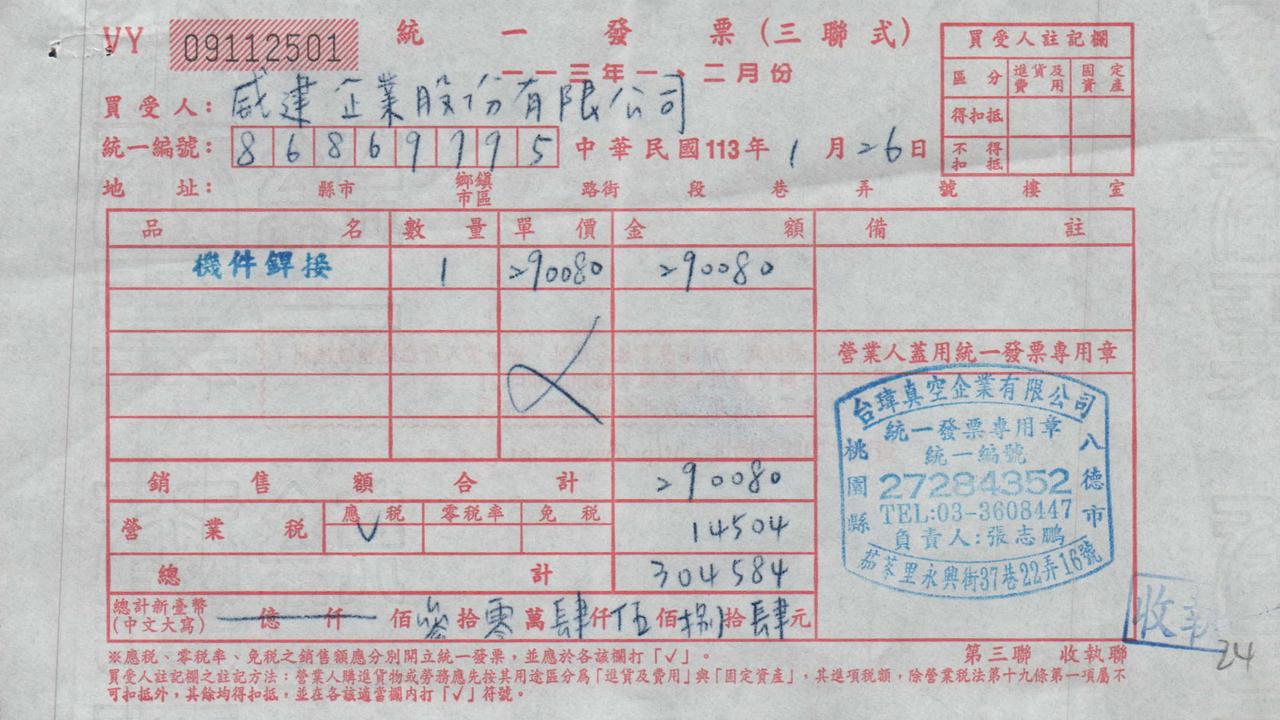 VY 09112501 統一發票(三聯式)
一一三年一、二月份
買受人註記欄
區分 進貨及費用 固定資產
得扣抵
不得扣抵
買受人：威建企業股份有限公司
統一編號：86869795 中華民國113年1月26日
地址： 縣市 鄉鎮市區 路街 段 巷 弄 號 樓 室
品名 數量 單價 金額 備註
機件銲接 1 290080 290080
營業人蓋用統一發票專用章
台瑋真空企業有限公司
統一發票專用章
統一編號
27284352
TEL:03-3608447
負責人:張志鵬
桃園縣 八德市
茄苳里永興街37巷22弄16號
銷售額合計 290080
營業稅 應稅 零稅率 免稅
V 14504
總計 304584
總計新臺幣(中文大寫) 億 仟 佰 參拾零萬肆仟伍佰捌拾肆元
收執
24
※應稅、零稅率、免稅之銷售額應分別開立統一發票，並應於各該欄打「✓」。
第三聯 收執聯
買受人註記欄之註記方法：營業人購進貨物或勞務應先按其用途區分為「進貨及費用」與「固定資產」，其進項稅額，除營業稅法第十九條第一項屬不
可扣抵外，其餘均得扣抵，並在各該適當欄內打「✓」符號。